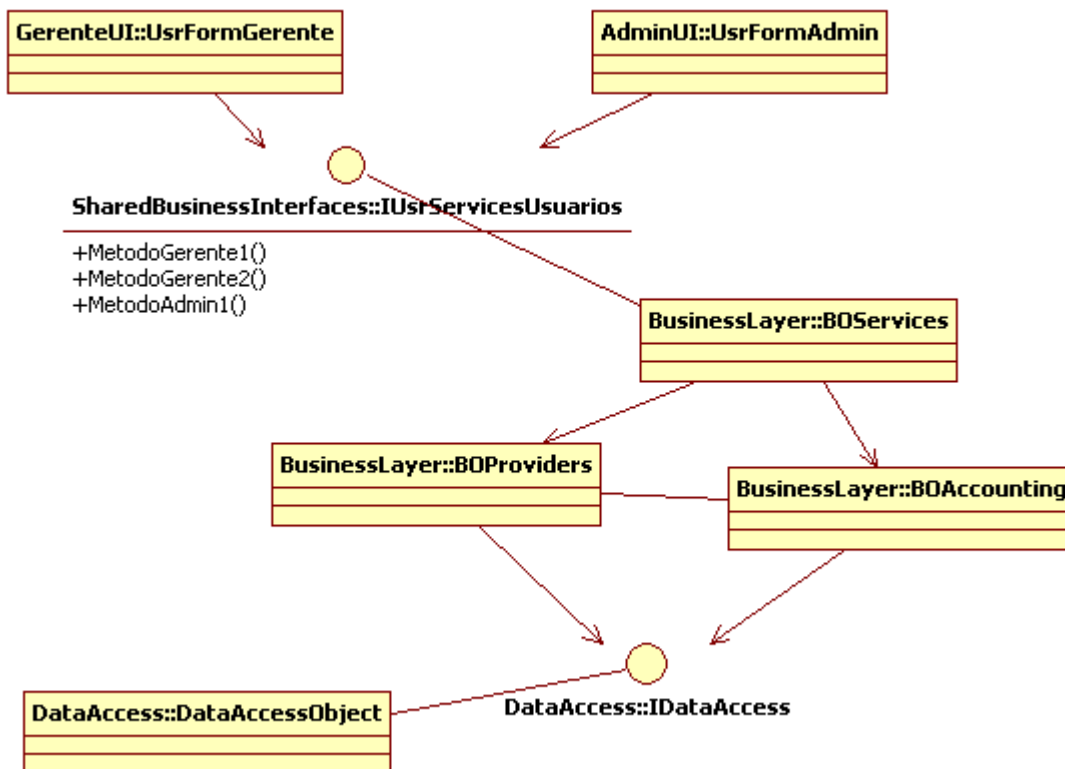 GerenteUI::UsrFormGerente
AdminUI::UsrFormAdmin
SharedBusinessInterfaces::IUsrServicesUsuarios
+MetodoGerente1()
+MetodoGerente2()
+MetodoAdmin1()
BusinessLayer::BOServices
BusinessLayer::BOProviders
BusinessLayer::BOAccounting
DataAccess::IDataAccess
DataAccess::DataAccessObject